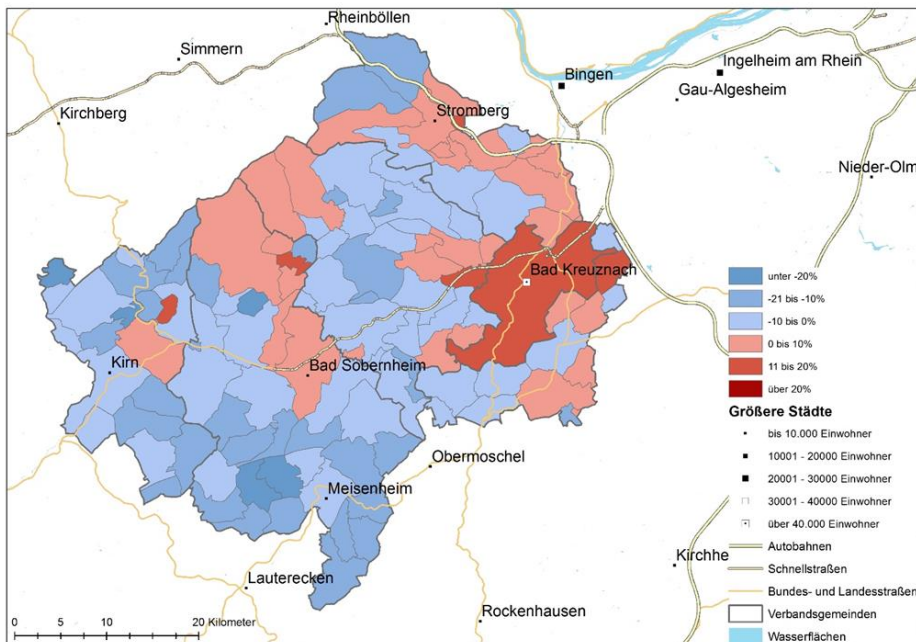 Rheinböllen
Simmern
Bingen
Ingelheim am Rhein
Gau-Algesheim
Kirchberg
Stromberg
Nieder-Olm
Bad Kreuznach
Kirn
Bad Sobernheim
Obermoschel
Meisenheim
Lauterecken
Rockenhausen
Kirchhe
unter -20%
-21 bis -10%
-10 bis 0%
0 bis 10%
11 bis 20%
über 20%
Größere Städte
bis 10.000 Einwohner
10001 - 20000 Einwohner
20001 - 30000 Einwohner
30001 - 40000 Einwohner
über 40.000 Einwohner
Autobahnen
Schnellstraßen
Bundes- und Landesstraßen
Verbandsgemeinden
Wasserflächen
0 5 10 20 Kilometer